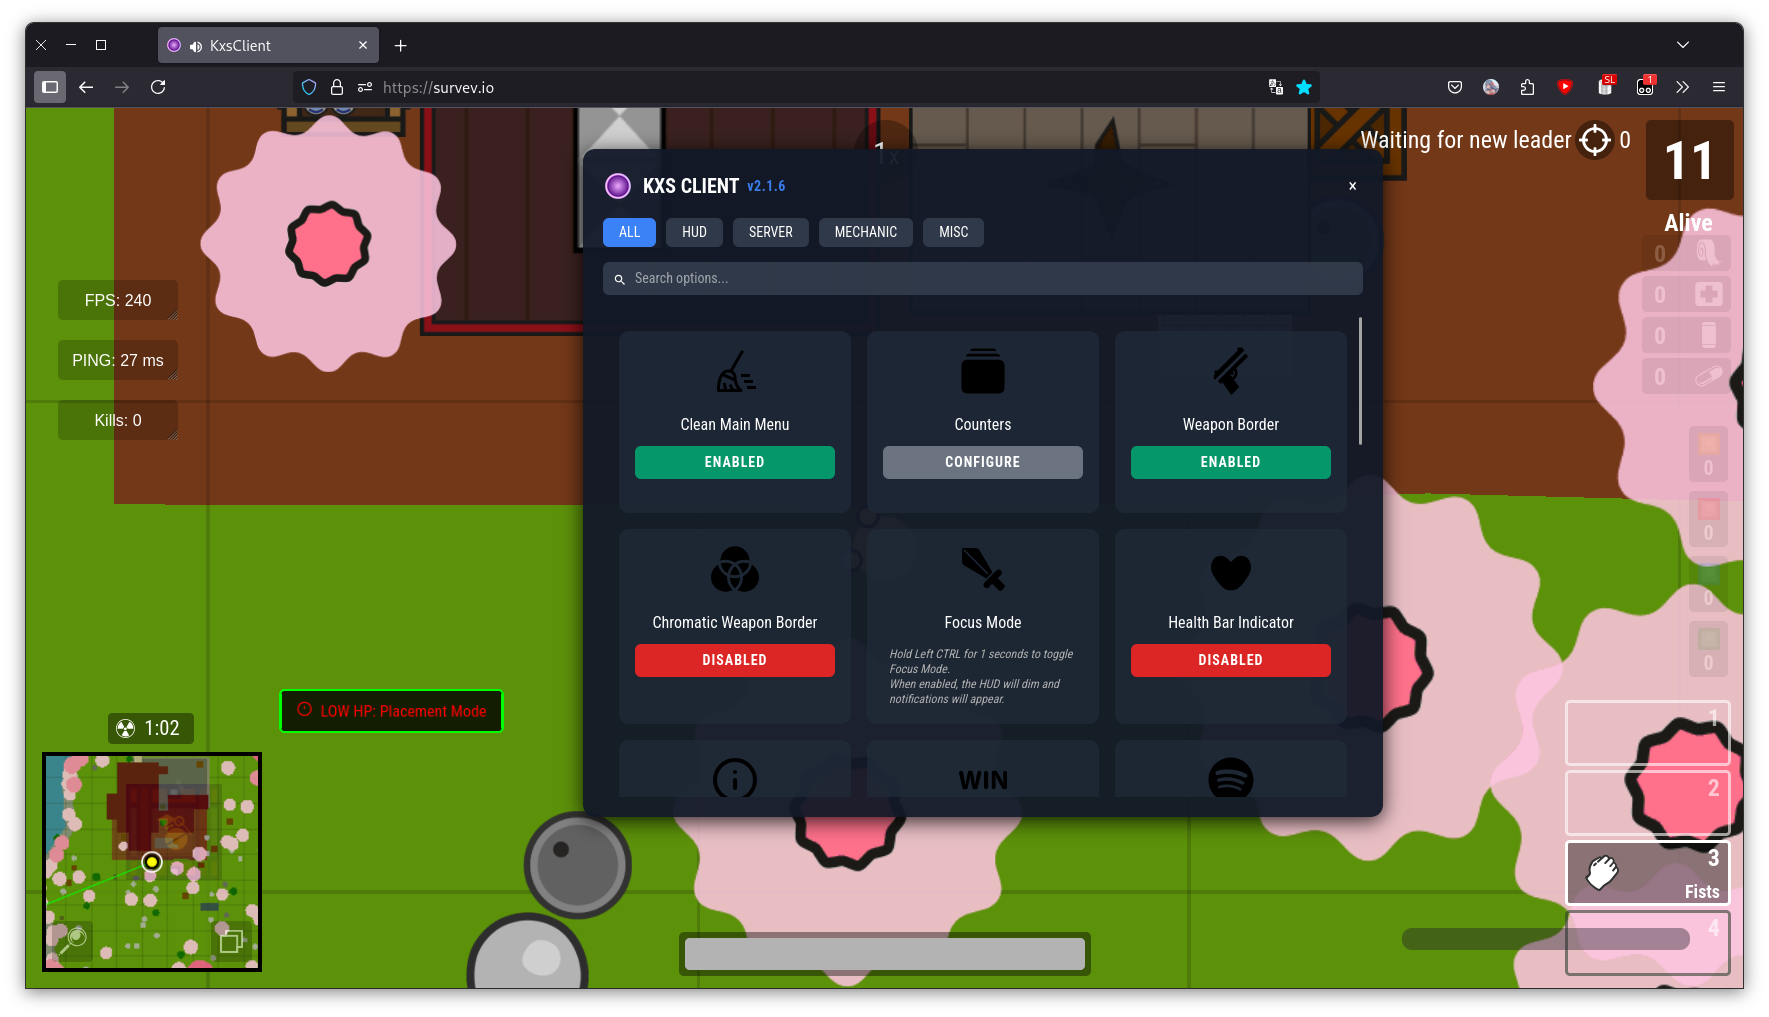 KxsClient
https://survev.io
SL
1
1x
Waiting for new leader 0
11
Alive
KXS CLIENT v2.1.6
x
ALL
HUD
SERVER
MECHANIC
MISC
Search options...
FPS: 240
PING: 27 ms
Kills: 0
Clean Main Menu
ENABLED
Counters
CONFIGURE
Weapon Border
ENABLED
Chromatic Weapon Border
DISABLED
Focus Mode
Hold Left CTRL for 1 seconds to toggle
Focus Mode.
When enabled, the HUD will dim and
notifications will appear.
Health Bar Indicator
DISABLED
WIN
0
0
0
0
0
0
0
0
LOW HP: Placement Mode
1:02
1
2
3
Fists
4